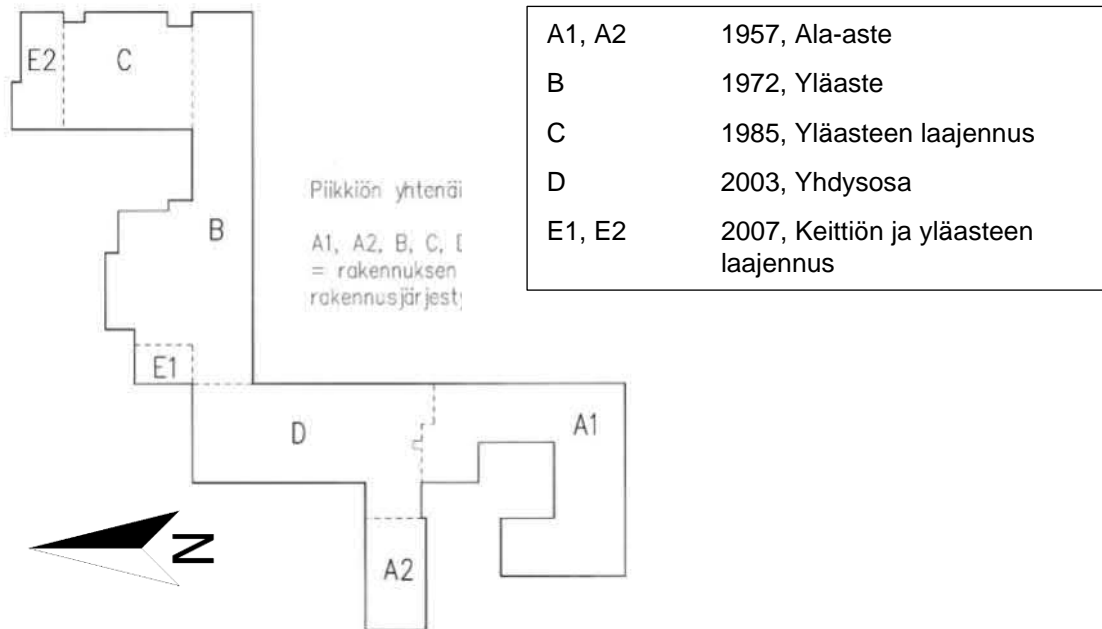 E2
C
B
E1
D
A1
A2
N
Piikkiön yhtenäi
A1, A2, B, C,
= rakennuksen
rakennusjärjest
A1, A2 1957, Ala-aste
B 1972, Yläaste
C 1985, Yläasteen laajennus
D 2003, Yhdysosa
E1, E2 2007, Keittiön ja yläasteen
laajennus